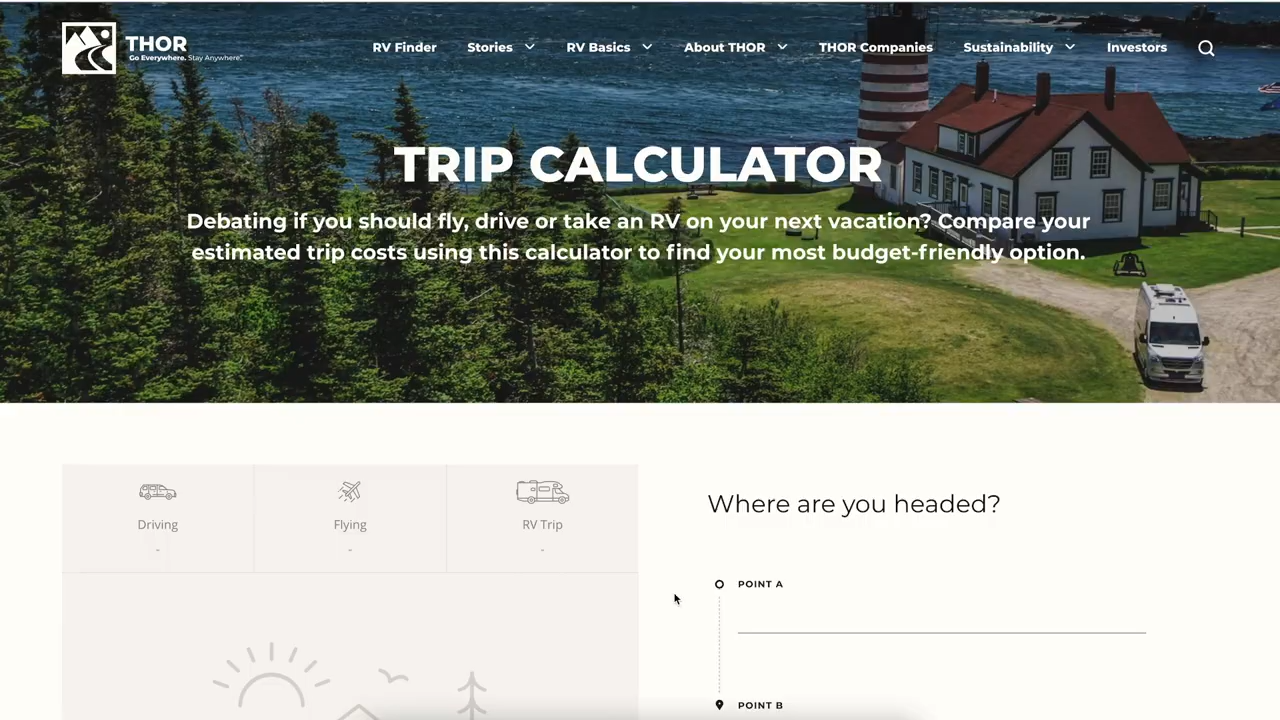 THOR
Go Everywhere. Stay Anywhere.
RV Finder
Stories
RV Basics
About THOR
THOR Companies
Sustainability
Investors
TRIP CALCULATOR
Debating if you should fly, drive or take an RV on your next vacation? Compare your
estimated trip costs using this calculator to find your most budget-friendly option.
Driving
-
Flying
-
RV Trip
-
Where are you headed?
POINT A
POINT B